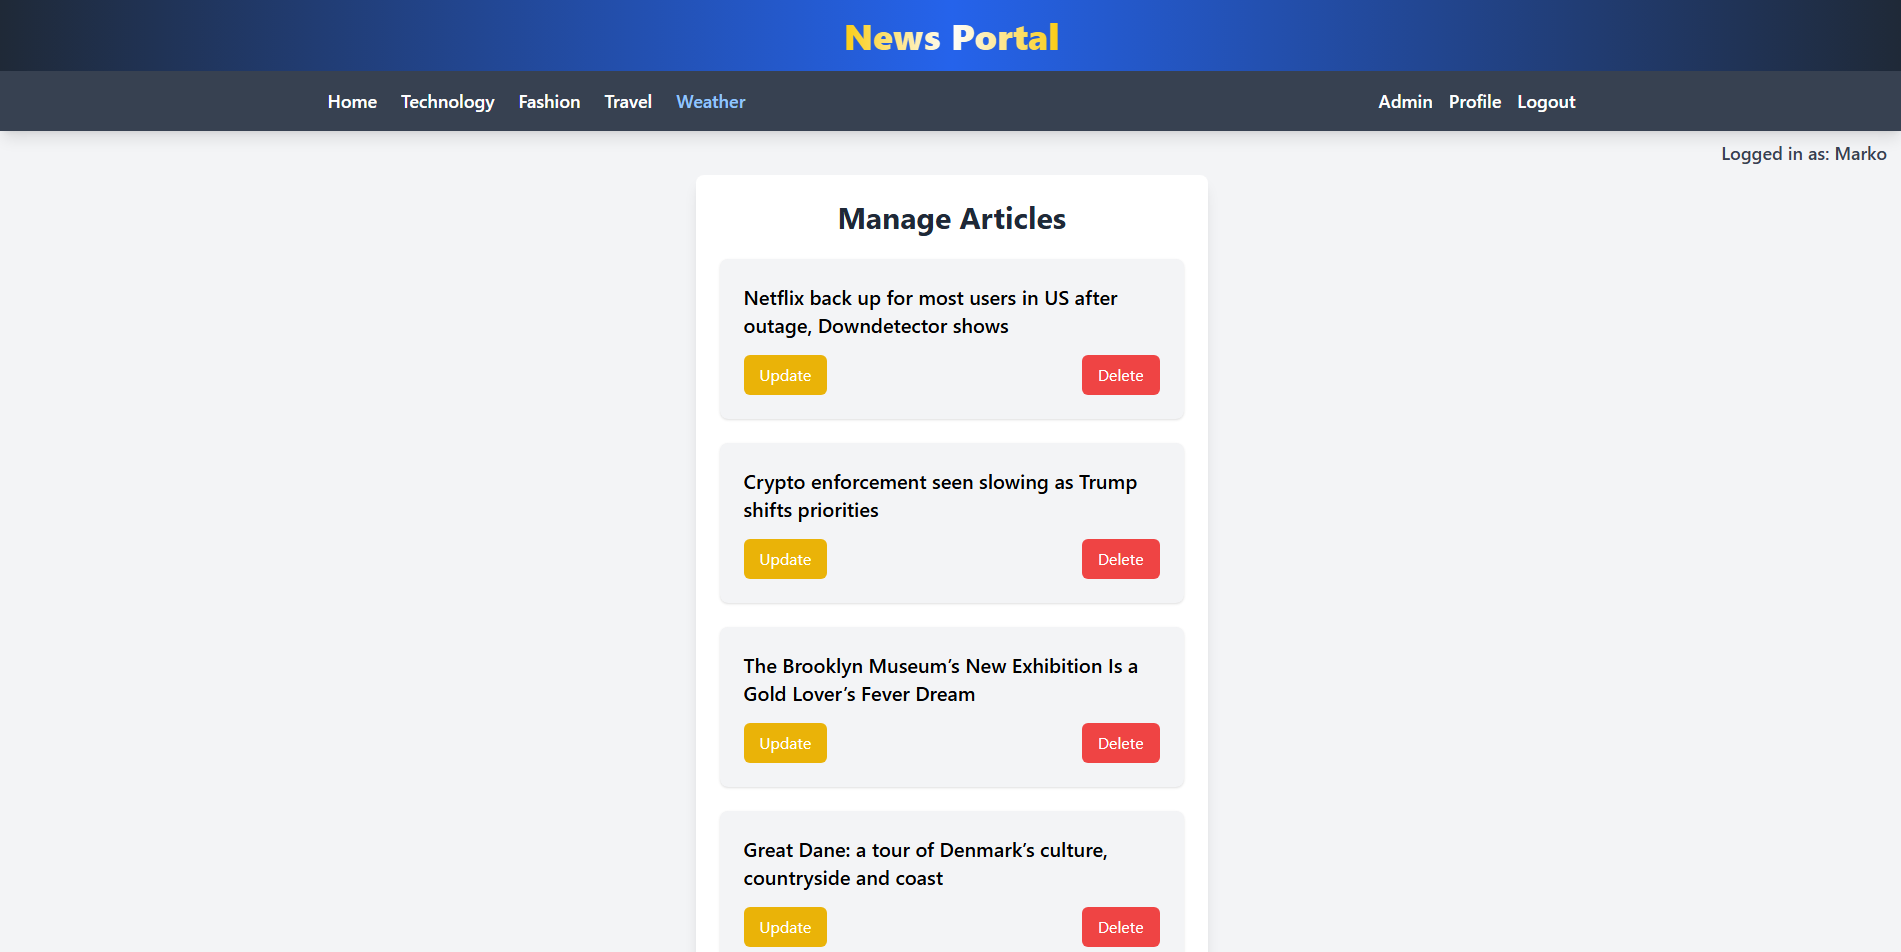 News Portal
Home Technology Fashion Travel Weather Admin Profile Logout
Logged in as: Marko
Manage Articles
Netflix back up for most users in US after
outage, Downdetector shows
Update Delete
Crypto enforcement seen slowing as Trump
shifts priorities
Update Delete
The Brooklyn Museum’s New Exhibition Is a
Gold Lover’s Fever Dream
Update Delete
Great Dane: a tour of Denmark’s culture,
countryside and coast
Update Delete